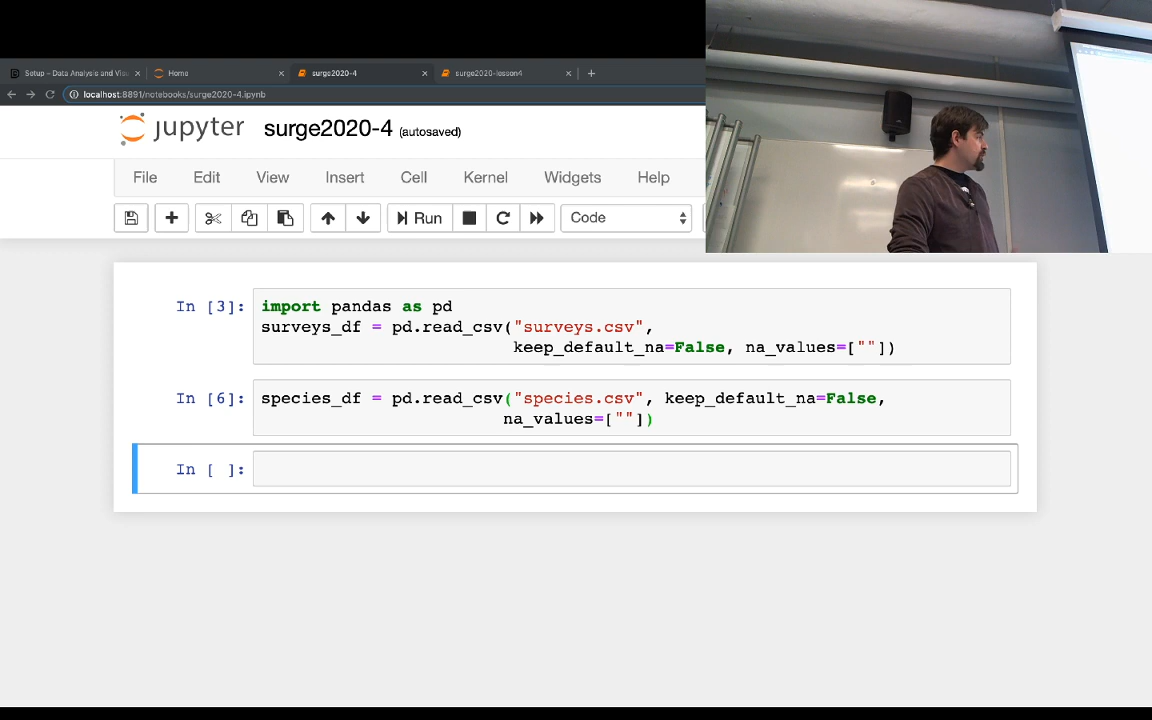 Setup – Data Analysis and Visu
Home
surge2020-4
surge2020-lesson4
localhost:8891/notebooks/surge2020-4.ipynb
jupyter surge2020-4 (autosaved)
File Edit View Insert Cell Kernel Widgets Help
Run
Code
In [3]: import pandas as pd
surveys_df = pd.read_csv("surveys.csv",
keep_default_na=False, na_values=[""])
In [6]: species_df = pd.read_csv("species.csv", keep_default_na=False,
na_values=[""])
In [ ]: